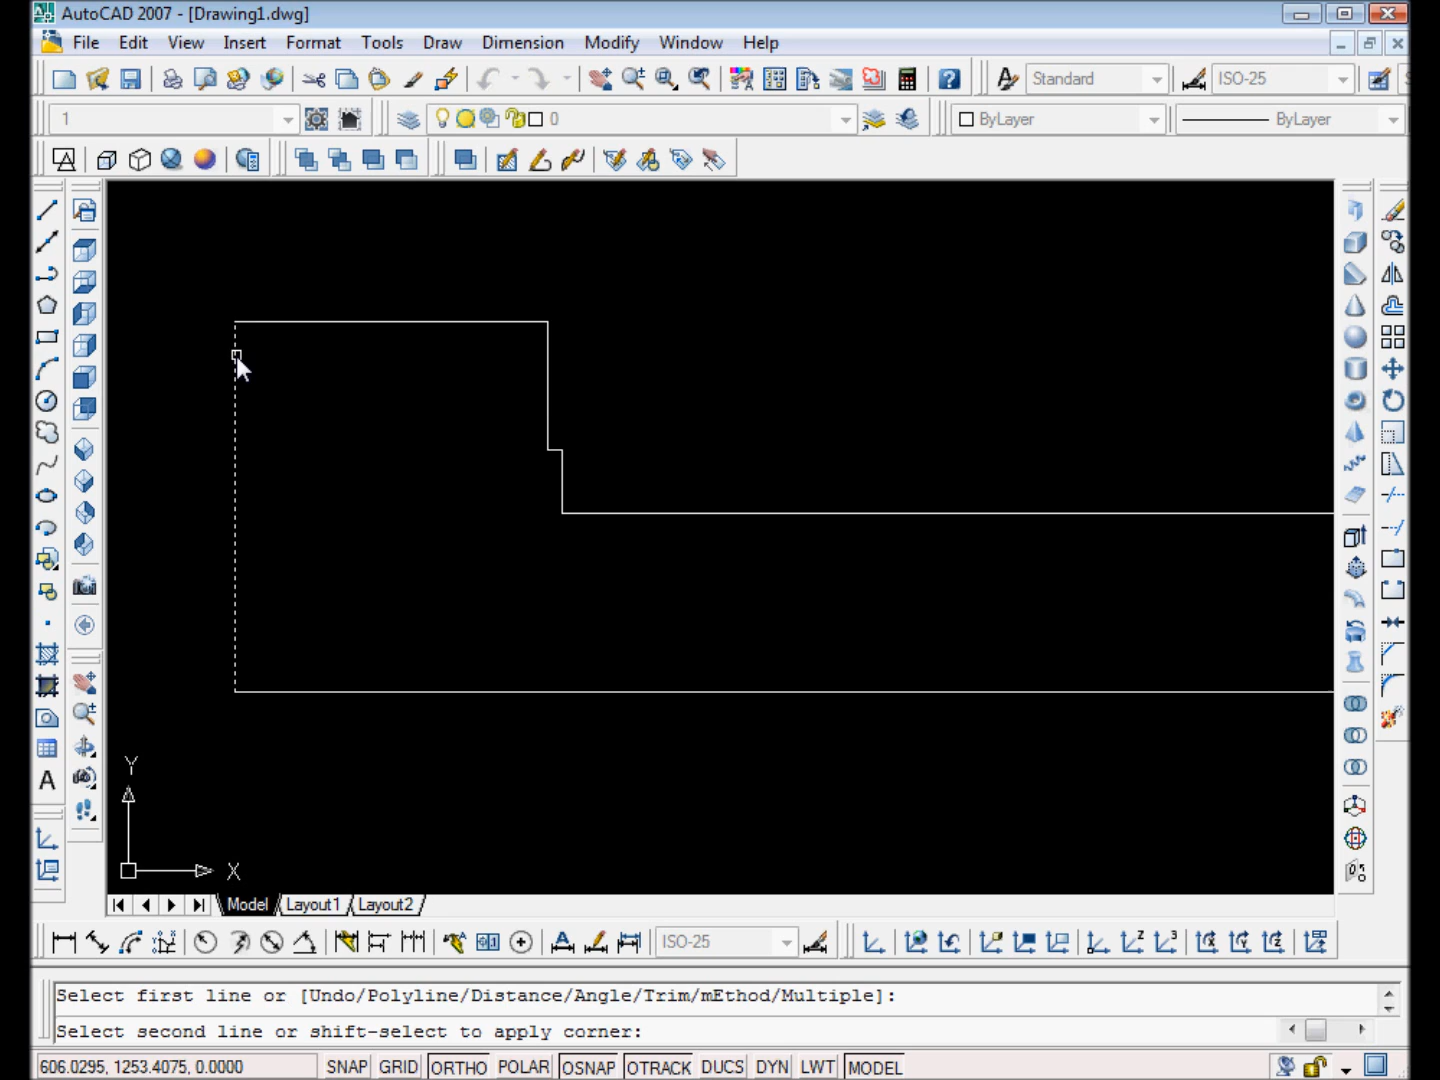 AutoCAD 2007 - [Drawing1.dwg]
File Edit View Insert Format Tools Draw Dimension Modify Window Help
Standard ISO-25
1 0 ByLayer ByLayer
Y
X
Model Layout1 Layout2
ISO-25
Select first line or [Undo/Polyline/Distance/Angle/Trim/mEthod/Multiple]:
Select second line or shift-select to apply corner:
606.0295, 1253.4075, 0.0000 SNAP GRID ORTHO POLAR OSNAP OTRACK DUCS DYN LWT MODEL